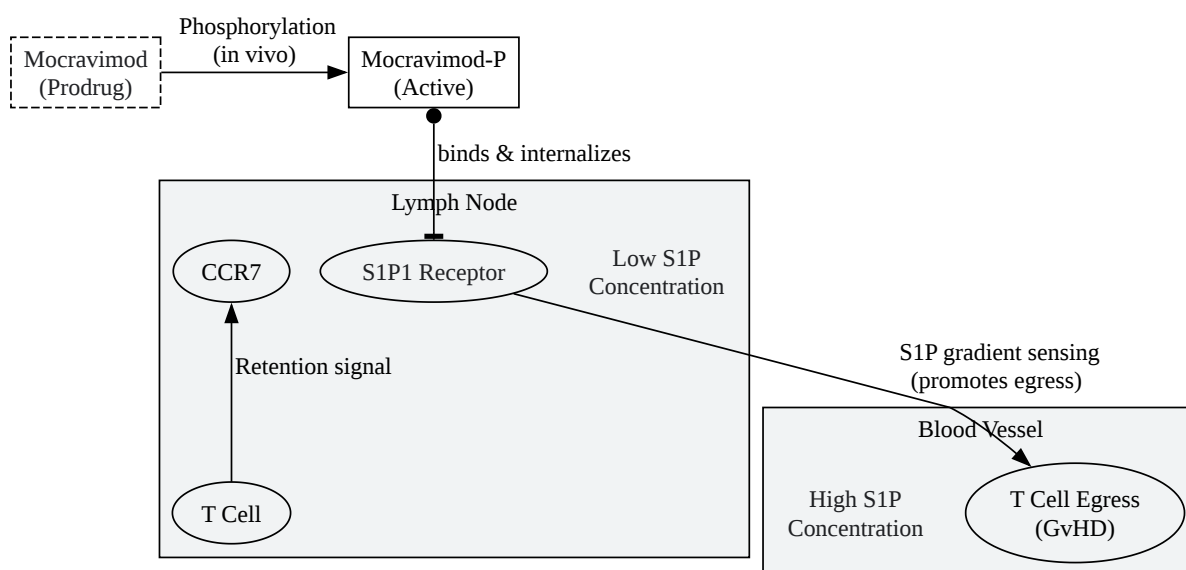 Phosphorylation
(in vivo)
Mocravimod
(Prodrug)
Mocravimod-P
(Active)
binds & internalizes
Lymph Node
CCR7
S1P1 Receptor
Low S1P
Concentration
Retention signal
S1P gradient sensing
(promotes egress)
Blood Vessel
T Cell
High S1P
Concentration
T Cell Egress
(GvHD)